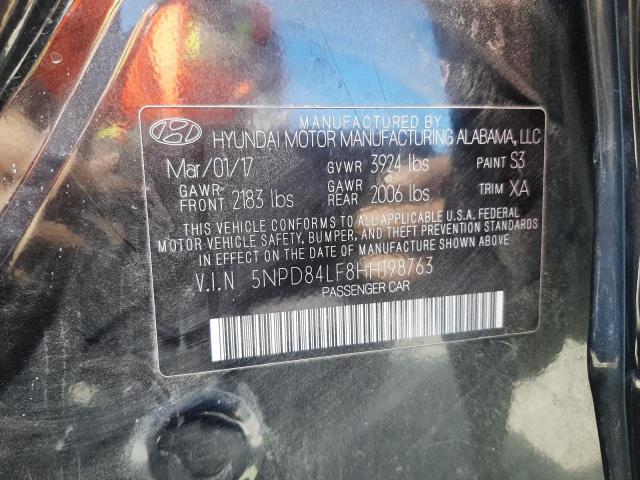 MANUFACTURED BY
HYUNDAI MOTOR MANUFACTURING ALABAMA, LLC
Mar/01/17 GVWR 3924 lbs PAINT S3
GAWR FRONT 2183 lbs GAWR REAR 2006 lbs TRIM XA
THIS VEHICLE CONFORMS TO ALL APPLICABLE U.S.A. FEDERAL
MOTOR VEHICLE SAFETY, BUMPER, AND THEFT PREVENTION STANDARDS
IN EFFECT ON THE DATE OF MANUFACTURE SHOWN ABOVE.
V.I.N 5NPD84LF8HH198763
PASSENGER CAR